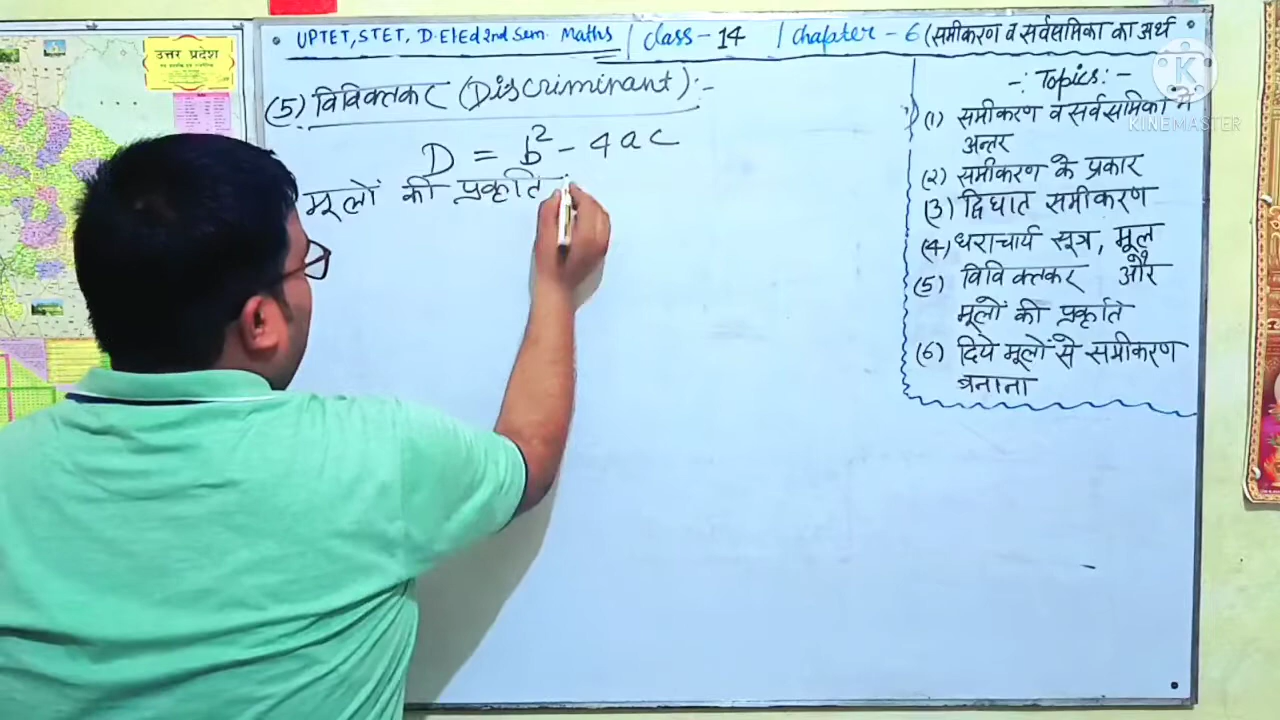 UPTET, STET, D.ElEd 2nd Sem. Maths | Class - 14 | Chapter - 6 (समीकरण व सर्वसमिका का अर्थ
(5) विविक्तकर (Discriminant) :-
D = b² - 4ac
मूलों की प्रकृति :
-: Topics: -
(1) समीकरण व सर्वसमिका में
अन्तर
(2) समीकरण के प्रकार
(3) द्विघात समीकरण
(4) धराचार्य सूत्र, मूल
(5) विविक्तकर और
मूलों की प्रकृति
(6) दिये मूलों से समीकरण
बनाना
उत्तर प्रदेश
K
KINEMASTER